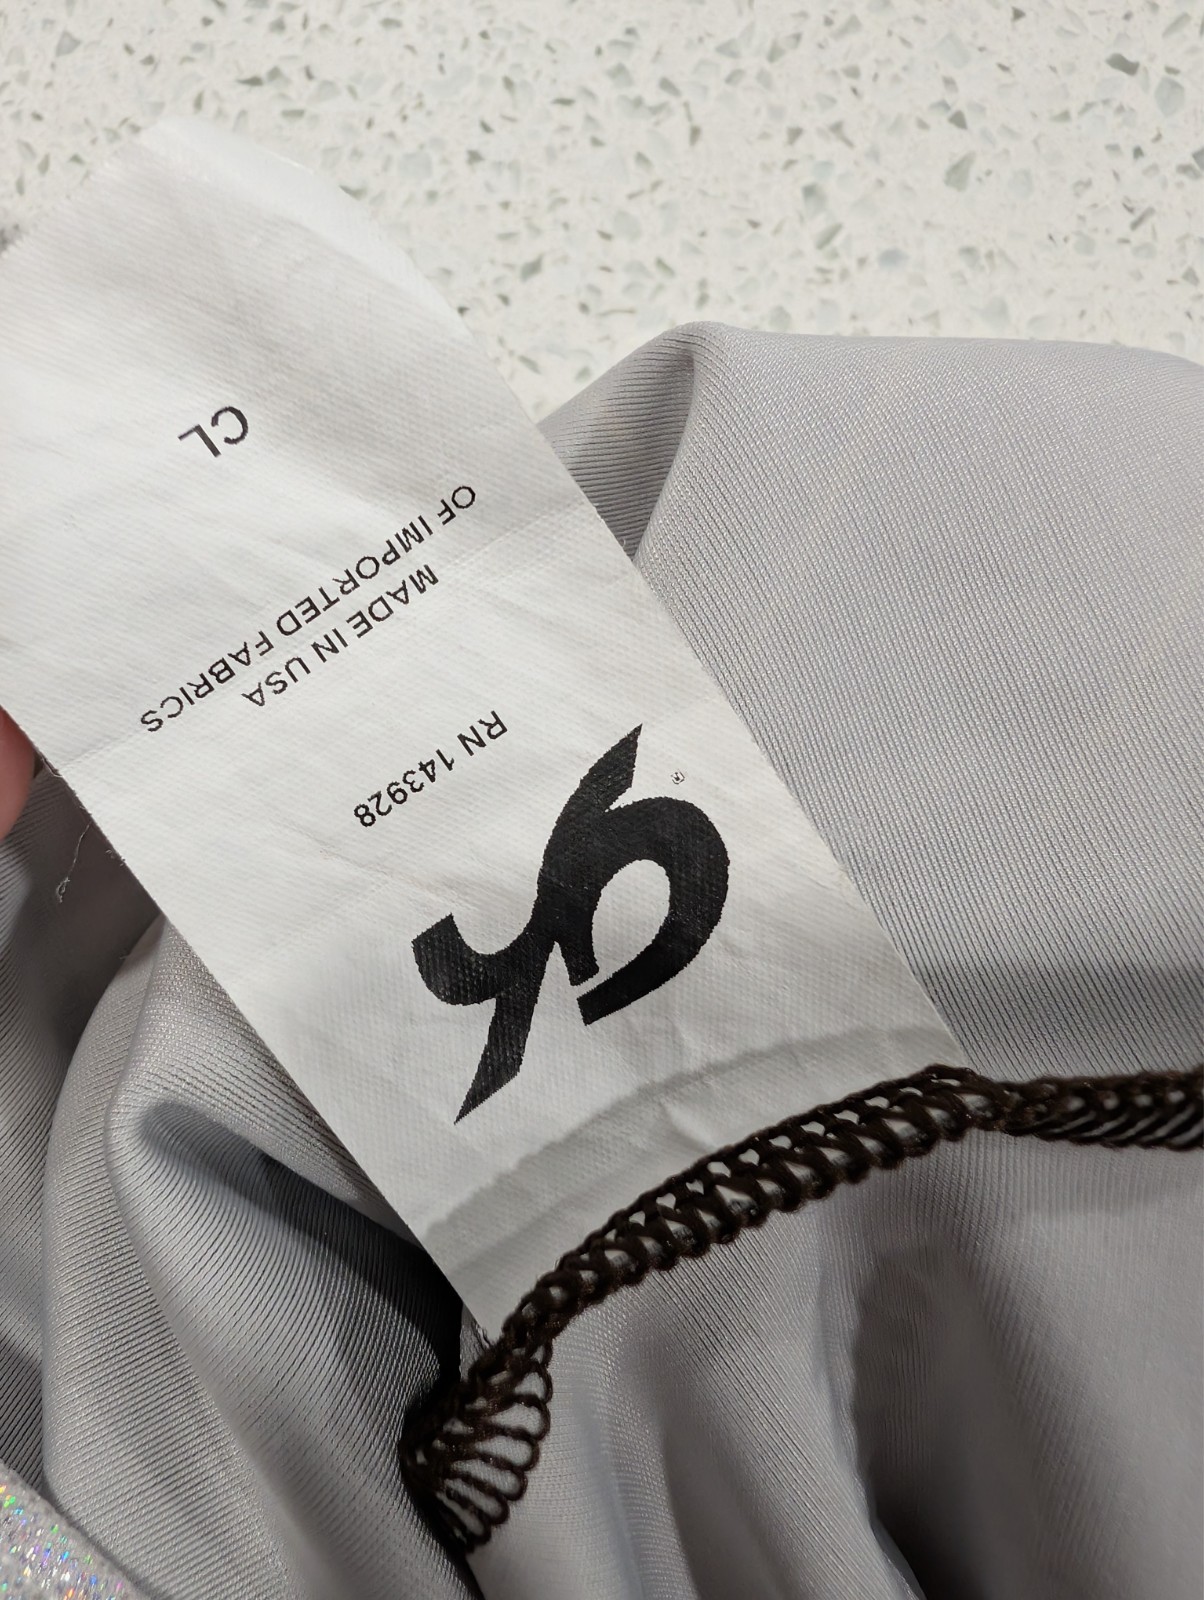 GK
®
RN 143928
MADE IN USA
OF IMPORTED FABRICS
CL